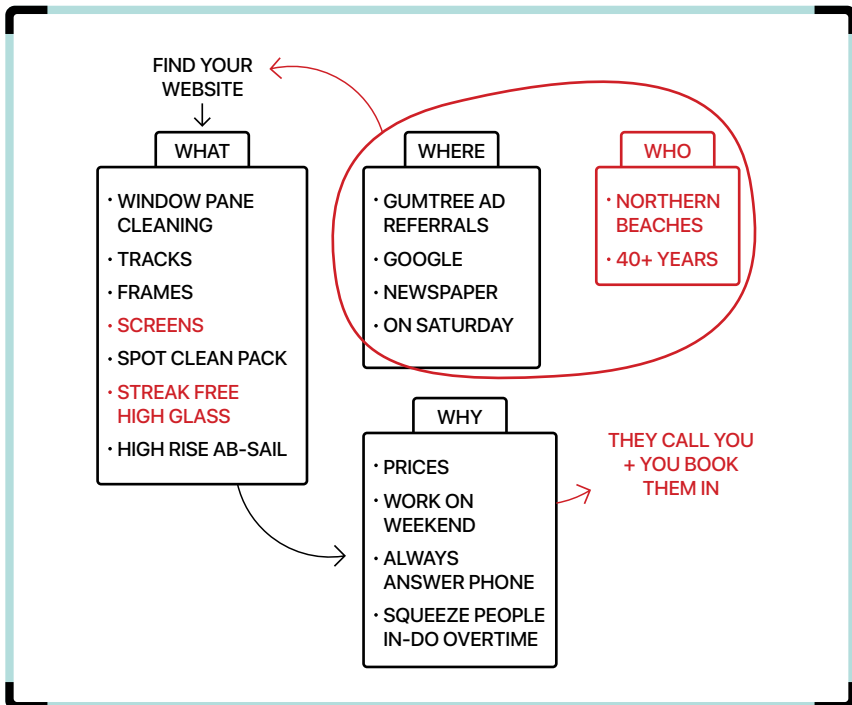 FIND YOUR
WEBSITE
WHAT
· WINDOW PANE
CLEANING
· TRACKS
· FRAMES
· SCREENS
· SPOT CLEAN PACK
· STREAK FREE
HIGH GLASS
· HIGH RISE AB-SAIL
WHERE
· GUMTREE AD
REFERRALS
· GOOGLE
· NEWSPAPER
· ON SATURDAY
WHO
· NORTHERN
BEACHES
· 40+ YEARS
WHY
· PRICES
· WORK ON
WEEKEND
· ALWAYS
ANSWER PHONE
· SQUEEZE PEOPLE
IN-DO OVERTIME
THEY CALL YOU
+ YOU BOOK
THEM IN